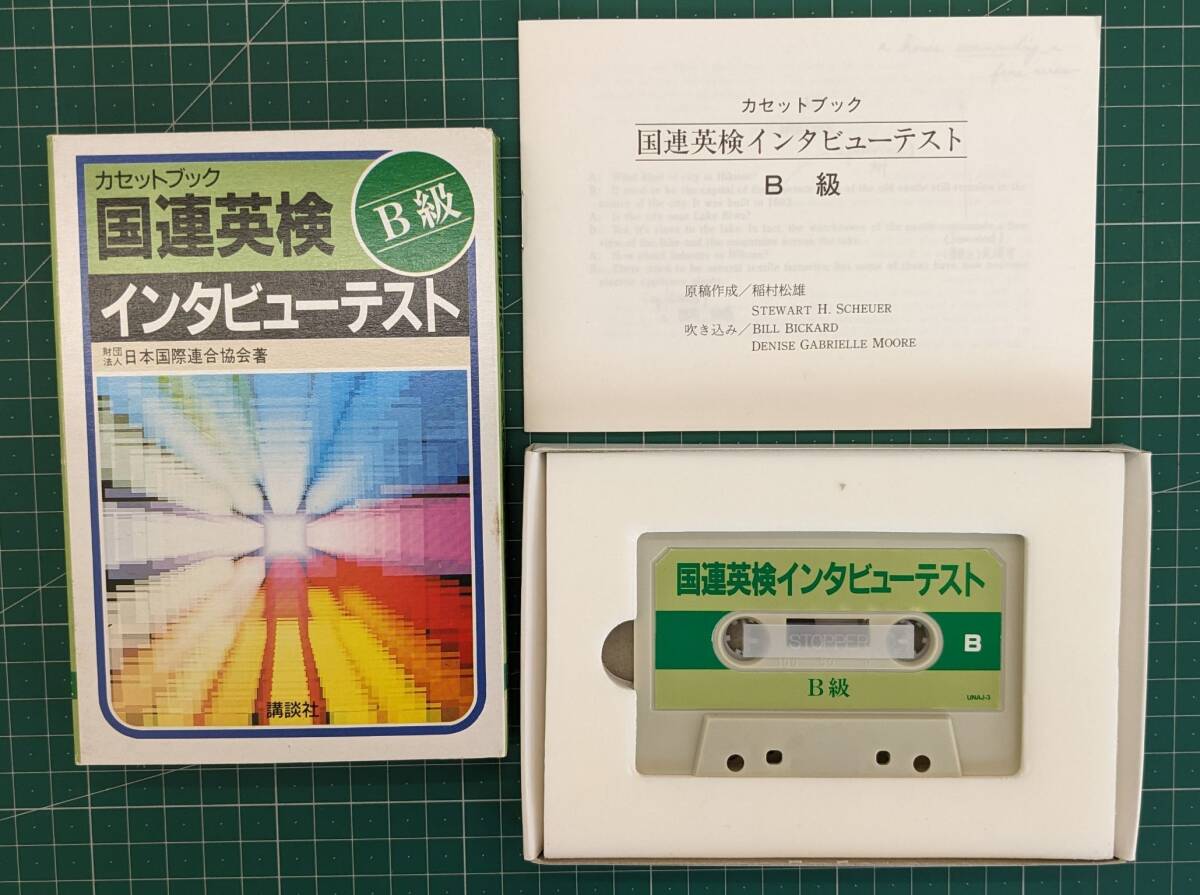 カセットブック
国連英検
B級
インタビューテスト
財団法人 日本国際連合協会著
講談社
カセットブック
国連英検インタビューテスト
B 級
原稿作成／稲村松雄
STEWART H. SCHEUER
吹き込み／BILL BICKARD
DENISE GABRIELLE MOORE
国連英検インタビューテスト
STOPPER
B
100 50
B級
UNAJ-3